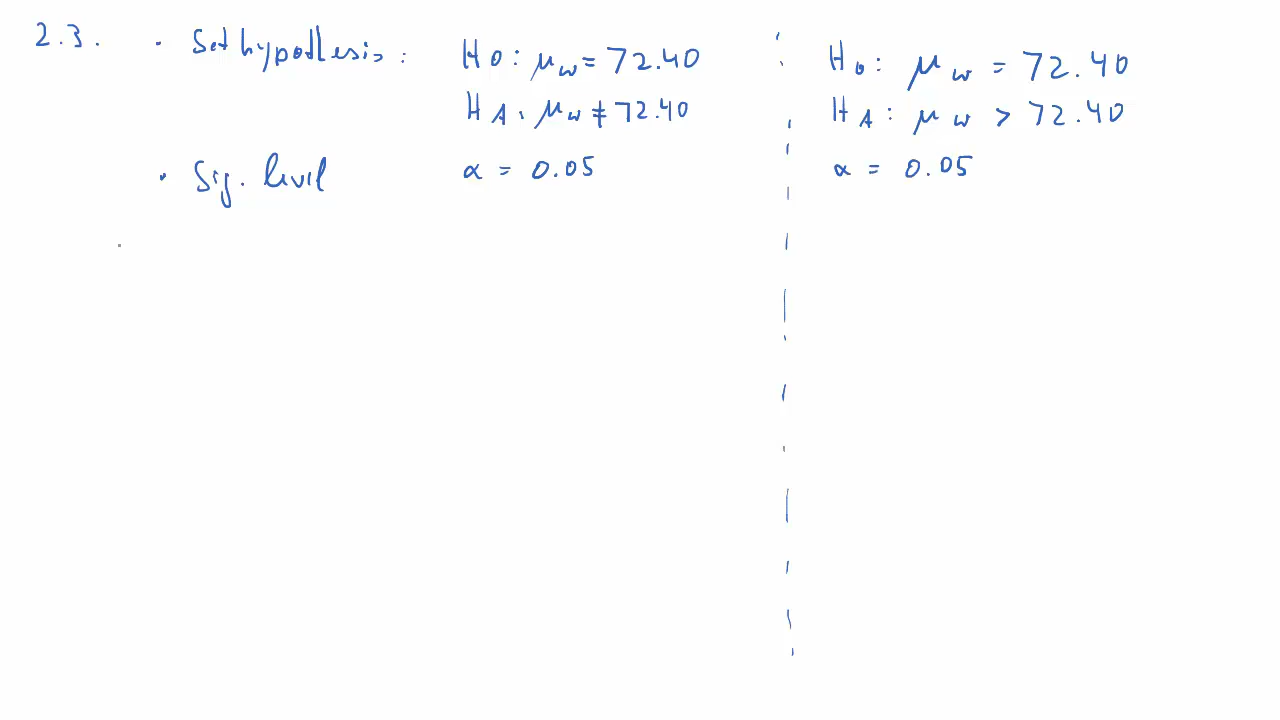 2.3. • Set hypothesis: H0: μw = 72.40 H0: μw = 72.40
HA: μw ≠ 72.40 HA: μw > 72.40
• Sig. level α = 0.05 α = 0.05